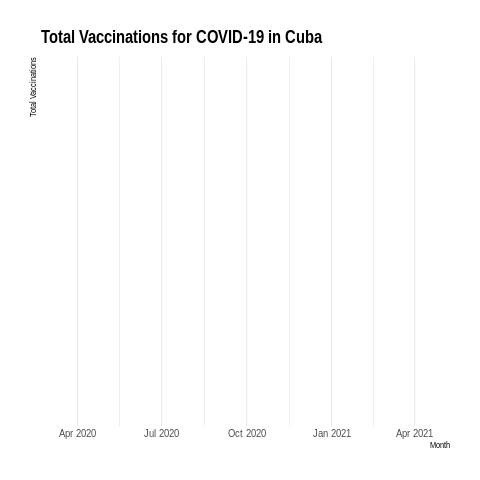 Total Vaccinations for COVID-19 in Cuba
Total Vaccinations
Apr 2020 Jul 2020 Oct 2020 Jan 2021 Apr 2021
Month